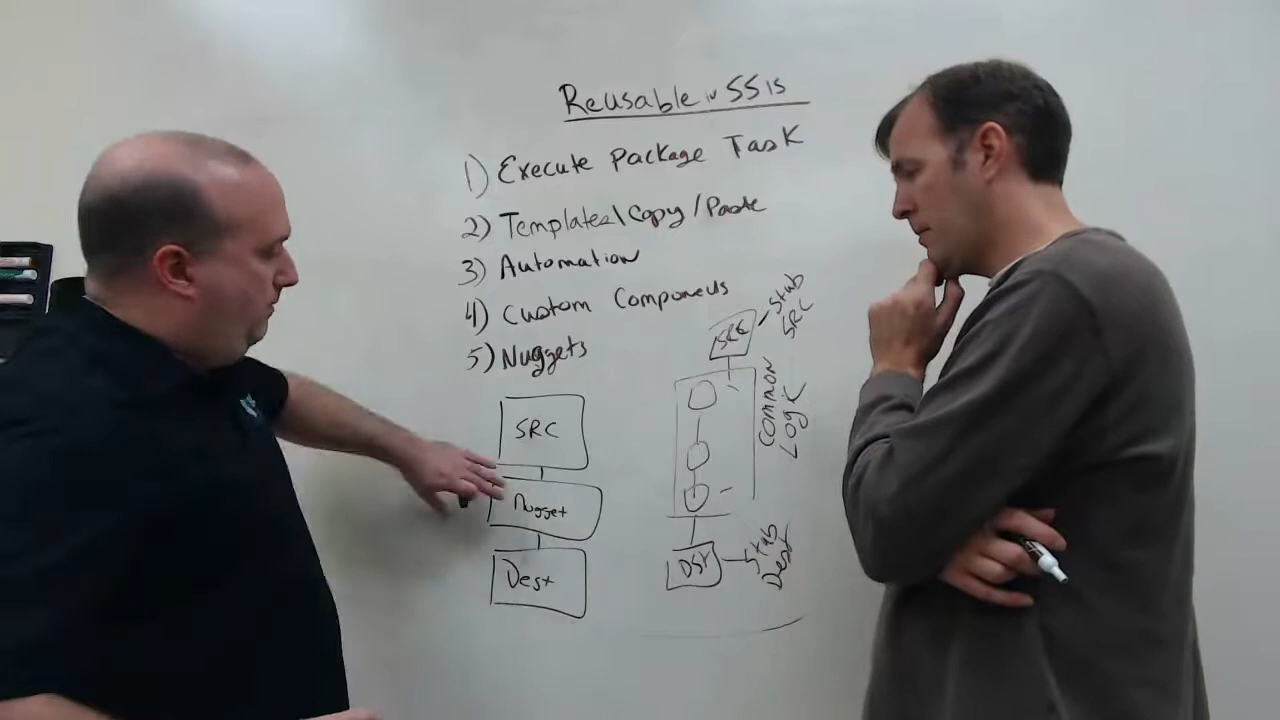 Reusable in SSIS
1) Execute Package Task
2) Templates/Copy/Paste
3) Automation
4) Custom Componeus
5) Nuggets
SRC
Nugget
Dest
SRC
Stub
SRC
COMMON
LOGIC
DST
Stub
Dest